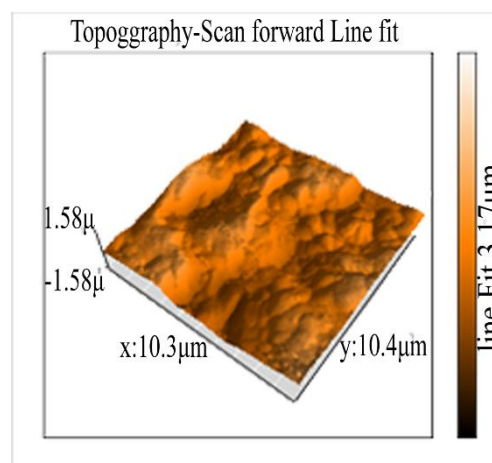 Topoggraphy-Scan forward Line fit
1.58μ
-1.58μ
x:10.3μm
y:10.4μm
line Fit 3.17μm